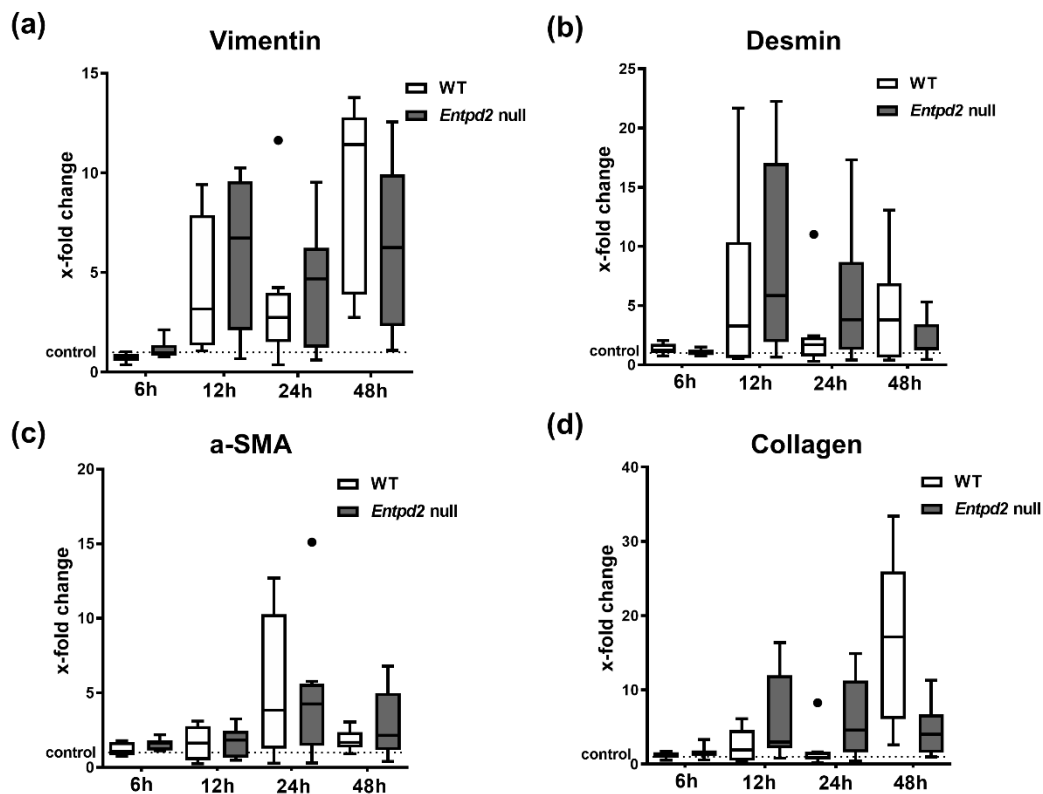 (a)
Vimentin
WT
Entpd2 null
x-fold change
15
10
5
control
0
6h 12h 24h 48h
(b)
Desmin
WT
Entpd2 null
x-fold change
25
20
15
10
5
control
0
6h 12h 24h 48h
(c)
a-SMA
WT
Entpd2 null
x-fold change
20
15
10
5
control
0
6h 12h 24h 48h
(d)
Collagen
WT
Entpd2 null
x-fold change
40
30
20
10
control
0
6h 12h 24h 48h